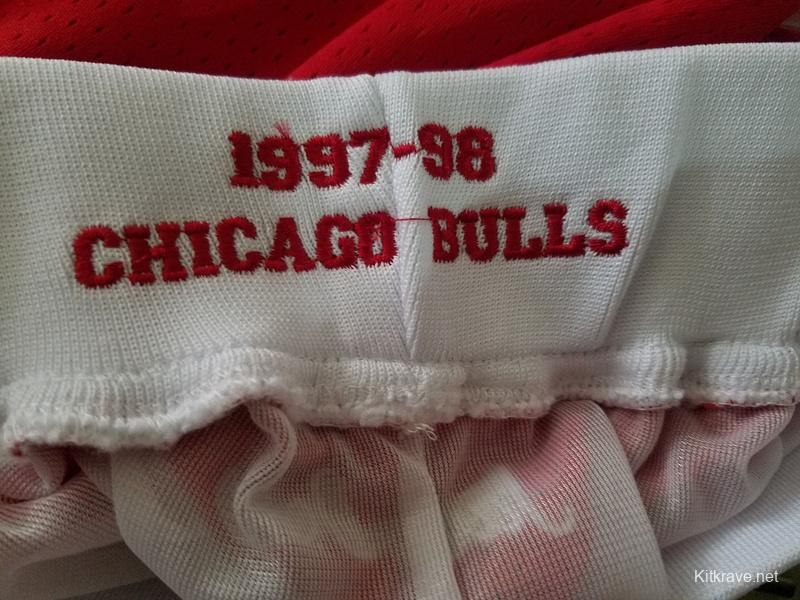 1997-98
CHICAGO BULLS
Kitkrave.net